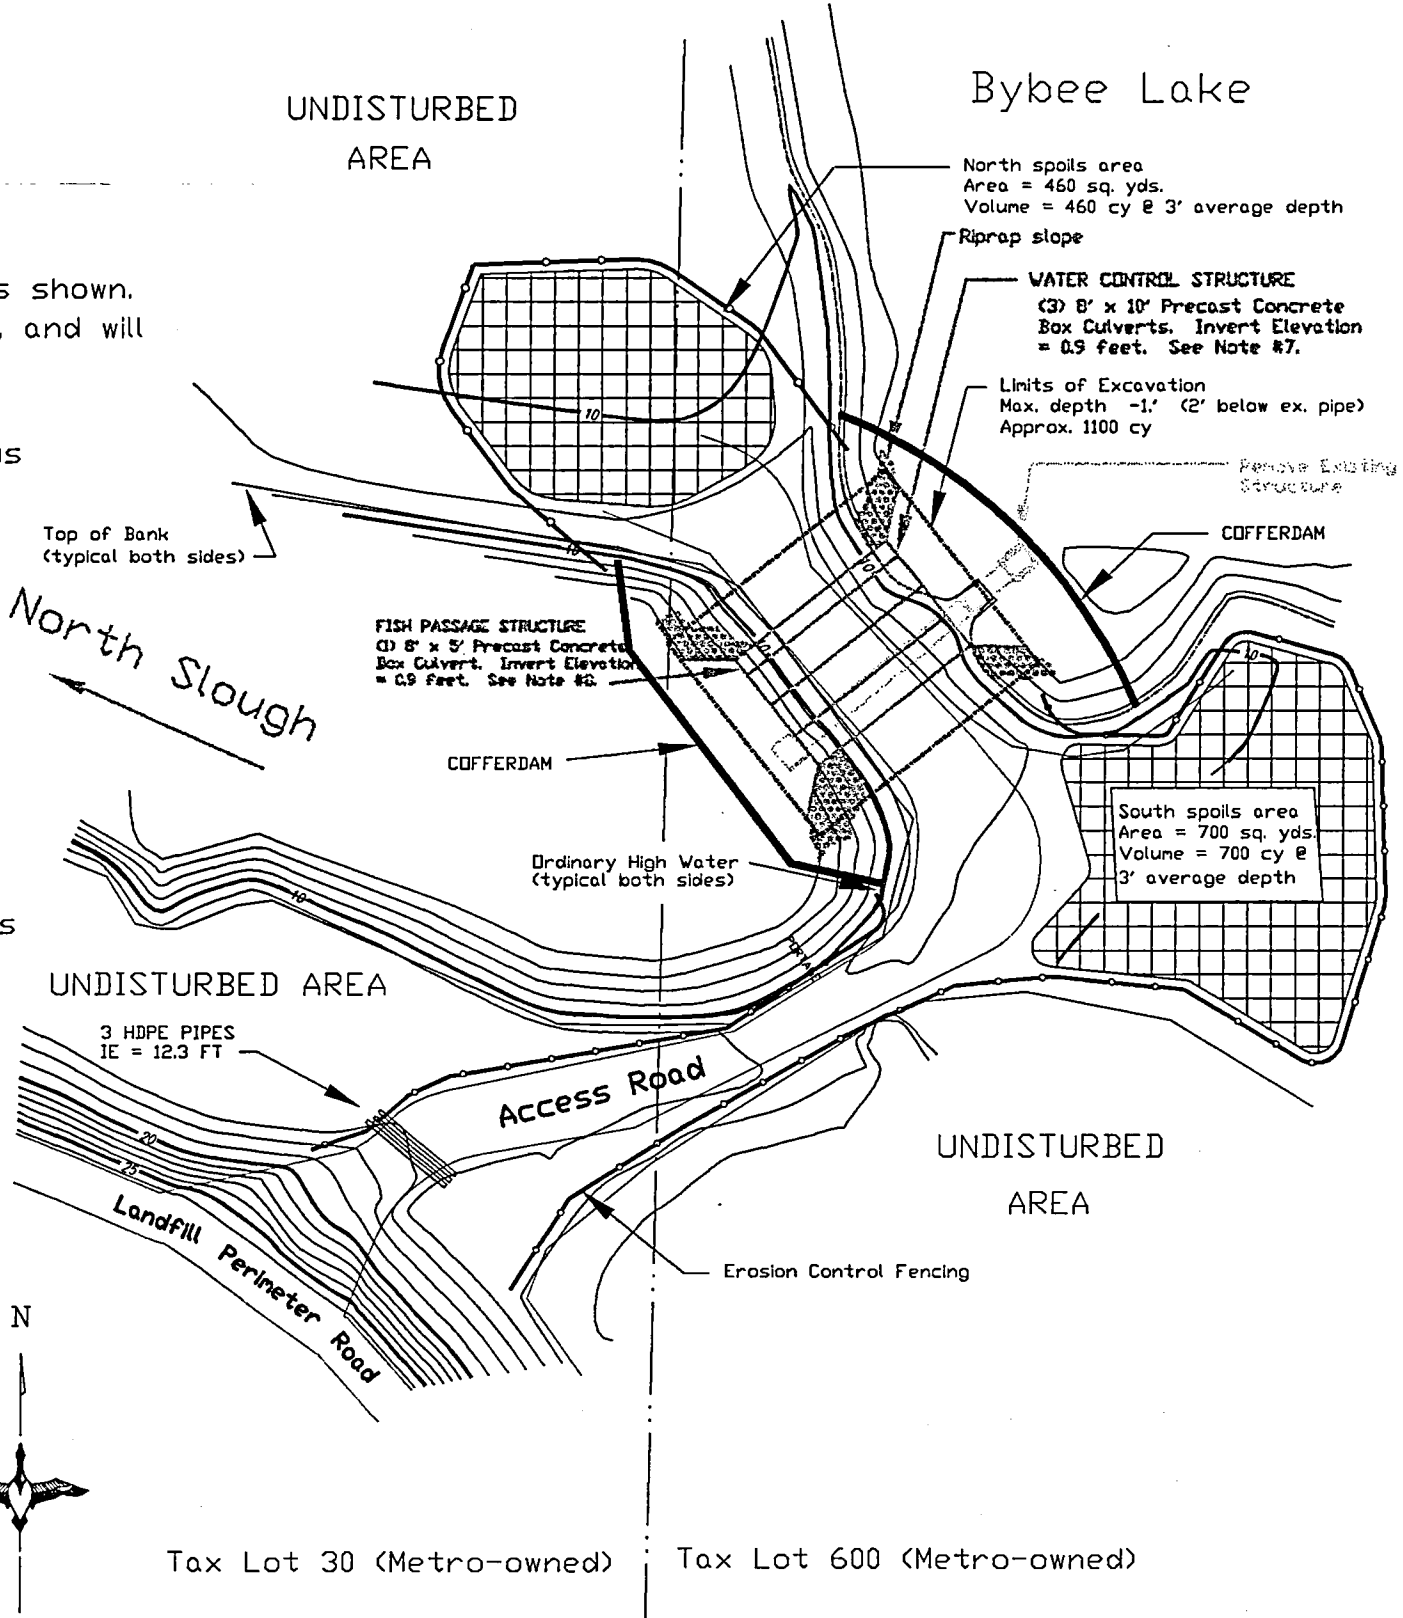 UNDISTURBED
AREA
Bybee Lake
North spoils area
Area = 460 sq. yds.
Volume = 460 cy @ 3' average depth
Riprap slope
WATER CONTROL STRUCTURE
(3) 8' x 10' Precast Concrete
Box Culverts. Invert Elevation
= 0.9 feet. See Note #7.
s shown.
, and will
Limits of Excavation
Max. depth -1.' (2' below ex. pipe)
Approx. 1100 cy
10
Remove Existing
Structure
Top of Bank
(typical both sides)
COFFERDAM
10
North Slough
FISH PASSAGE STRUCTURE
(1) 8' x 5' Precast Concrete
Box Culvert. Invert Elevation
= 0.9 feet. See Note
10
COFFERDAM
South spoils area
Area = 700 sq. yds.
Volume = 700 cy @
3' average depth
Ordinary High Water
(typical both sides)
10
s
UNDISTURBED AREA
3 HDPE PIPES
IE = 12.3 FT
Access Road
20
25
UNDISTURBED
AREA
Landfill Perimeter Road
Erosion Control Fencing
N
Tax Lot 30 (Metro-owned)
Tax Lot 600 (Metro-owned)